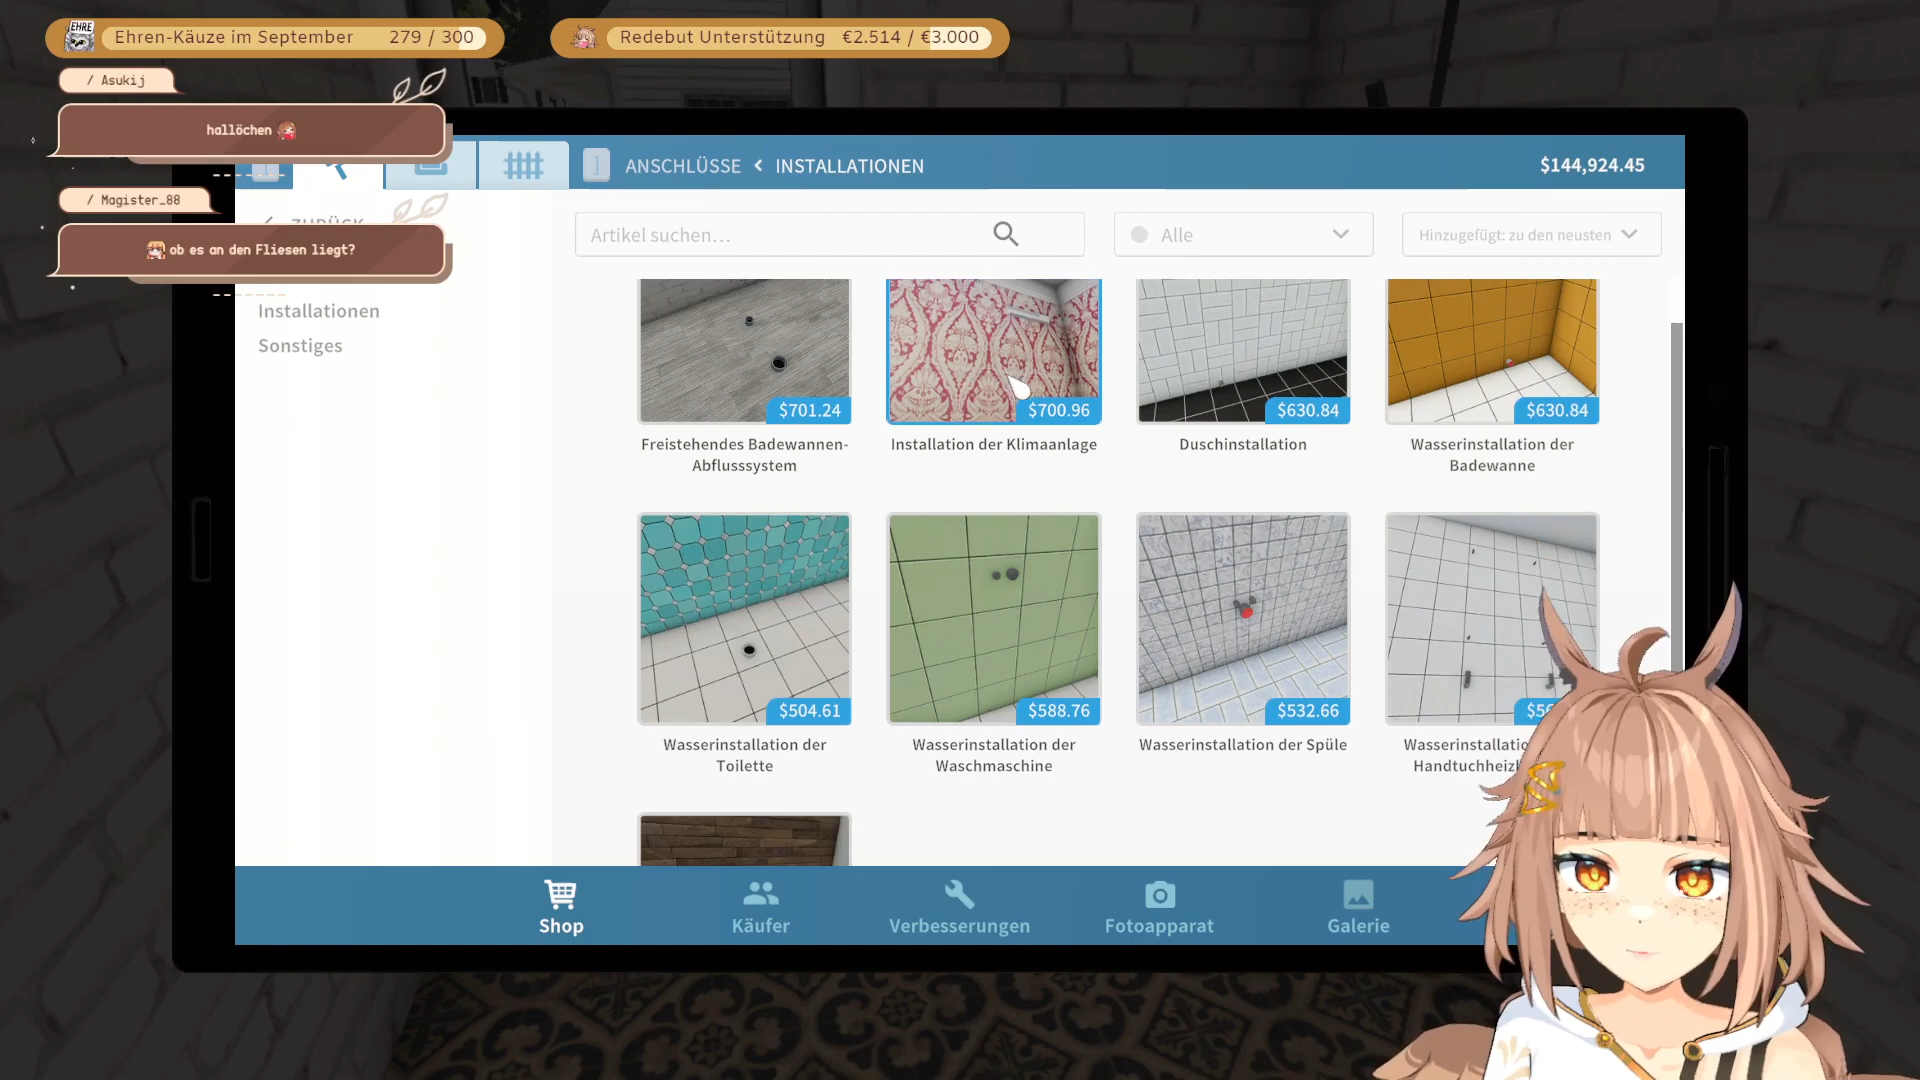 EHRE
Ehren-Käuze im September 279 / 300
Redebut Unterstützung €2.514 / €3.000
/ Asukij
hallöchen
/ Magister_88
ob es an den Fliesen liegt?
] ANSCHLÜSSE < INSTALLATIONEN
$144,924.45
ZURÜCK
Artikel suchen...
Alle
Hinzugefügt: zu den neusten
Installationen
Sonstiges
$701.24
$700.96
$630.84
$630.84
Freistehendes Badewannen-
Abflusssystem
Installation der Klimaanlage
Duschinstallation
Wasserinstallation der
Badewanne
$504.61
$588.76
$532.66
Wasserinstallation der
Toilette
Wasserinstallation der
Waschmaschine
Wasserinstallation der Spüle
Shop
Käufer
Verbesserungen
Fotoapparat
Galerie